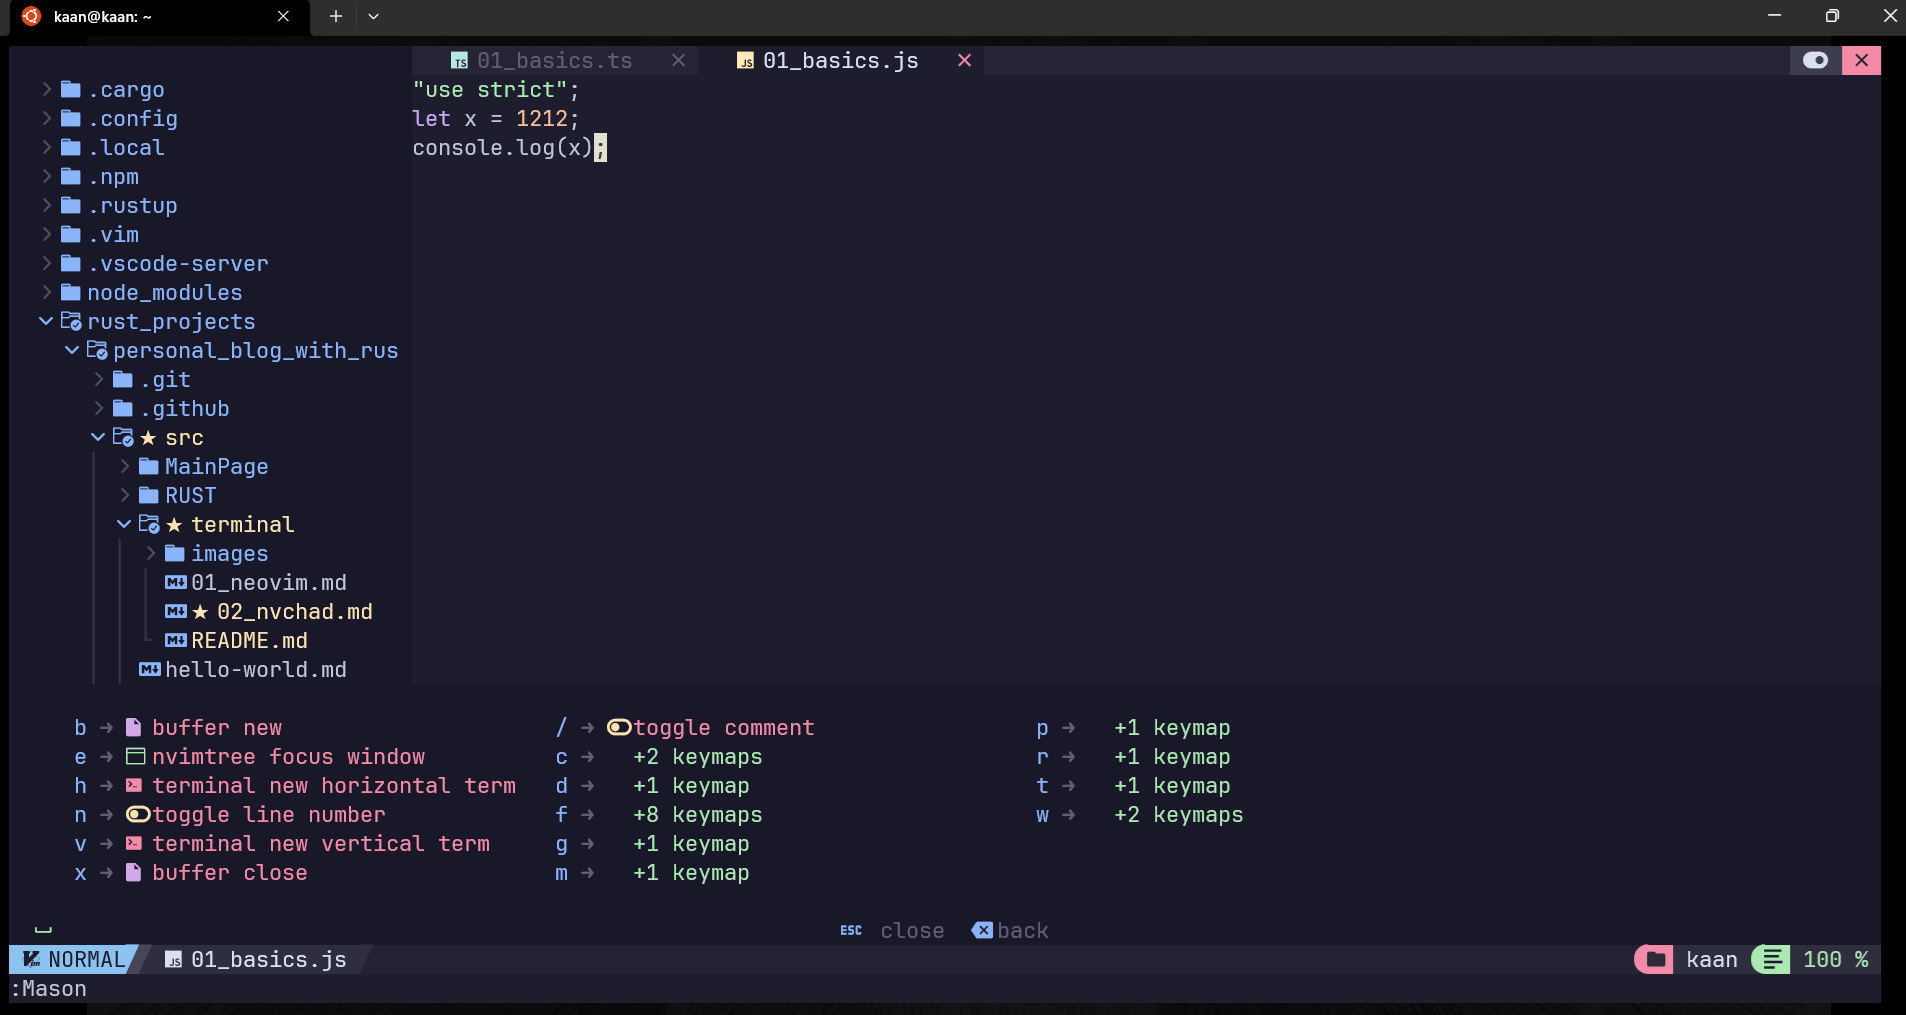 kaan@kaan: ~
01_basics.ts
01_basics.js
.cargo
.config
.local
.npm
.rustup
.vim
.vscode-server
node_modules
rust_projects
personal_blog_with_rus
.git
.github
src
MainPage
RUST
terminal
images
01_neovim.md
02_nvchad.md
README.md
hello-world.md
"use strict";
let x = 1212;
console.log(x);
b → buffer new
e → nvimtree focus window
h → terminal new horizontal term
n → toggle line number
v → terminal new vertical term
x → buffer close
/ → toggle comment
c → +2 keymaps
d → +1 keymap
f → +8 keymaps
g → +1 keymap
m → +1 keymap
p → +1 keymap
r → +1 keymap
t → +1 keymap
w → +2 keymaps
ESC close back
NORMAL 01_basics.js kaan 100 %
:Mason